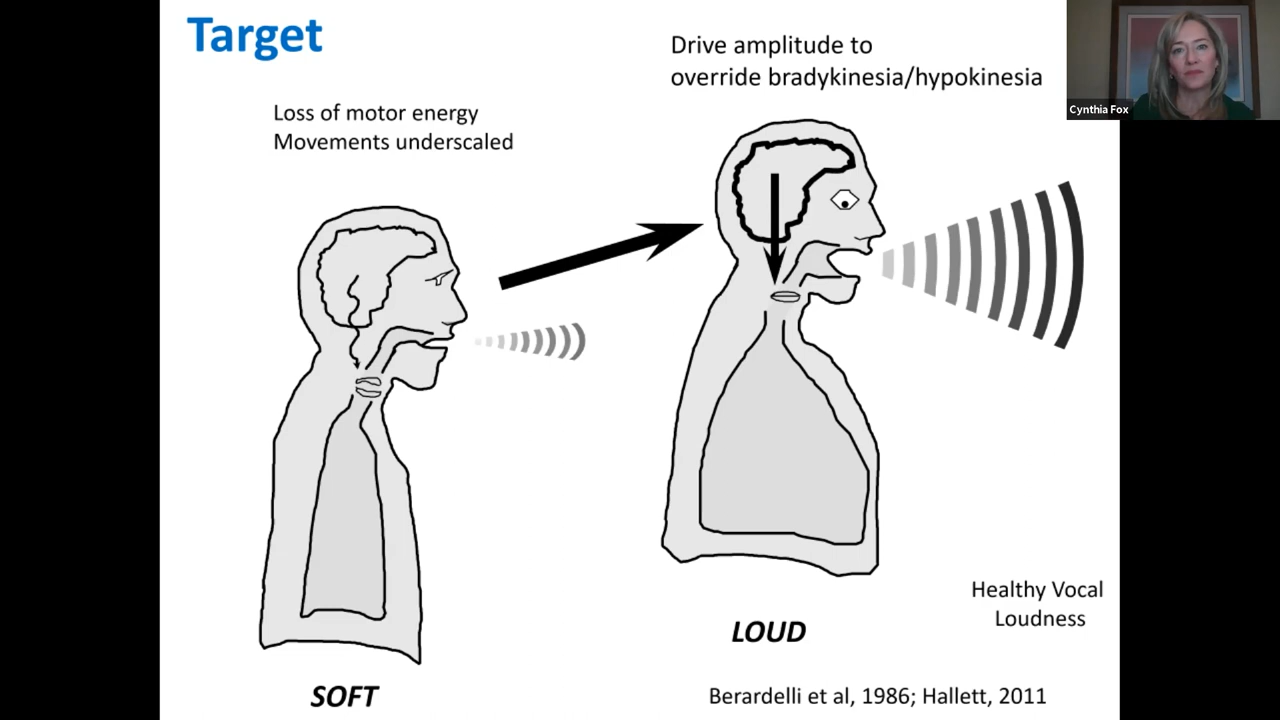 Target
Drive amplitude to
override bradykinesia/hypokinesia
Cynthia Fox
Loss of motor energy
Movements underscaled
Healthy Vocal
Loudness
LOUD
SOFT
Berardelli et al, 1986; Hallett, 2011